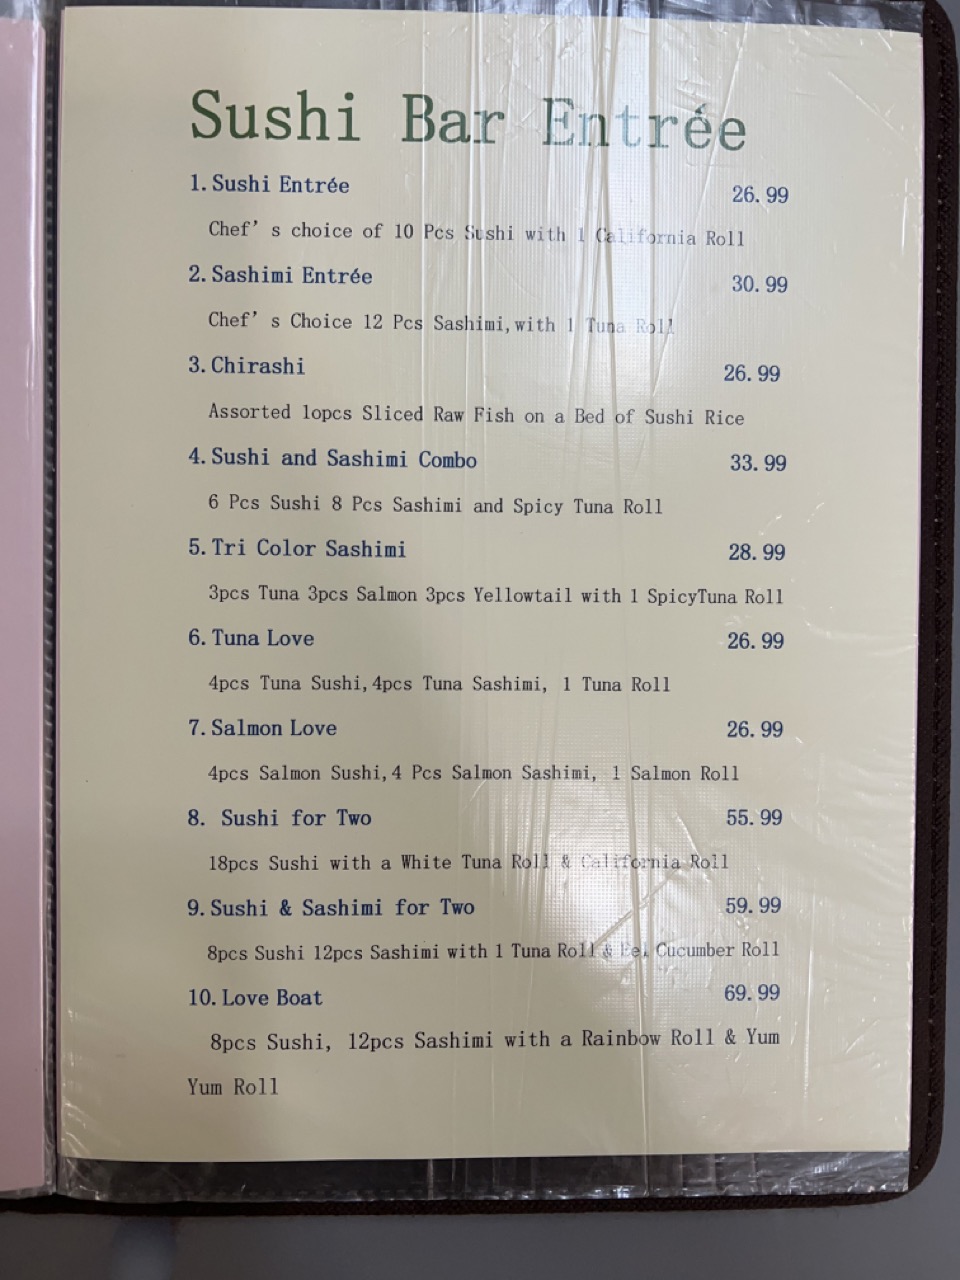 Sushi Bar Entrée
1. Sushi Entrée 26.99
Chef's choice of 10 Pcs Sushi with 1 California Roll
2. Sashimi Entrée 30.99
Chef's Choice 12 Pcs Sashimi, with 1 Tuna Roll
3. Chirashi 26.99
Assorted 1opcs Sliced Raw Fish on a Bed of Sushi Rice
4. Sushi and Sashimi Combo 33.99
6 Pcs Sushi 8 Pcs Sashimi and Spicy Tuna Roll
5. Tri Color Sashimi 28.99
3pcs Tuna 3pcs Salmon 3pcs Yellowtail with 1 SpicyTuna Roll
6. Tuna Love 26.99
4pcs Tuna Sushi, 4pcs Tuna Sashimi, 1 Tuna Roll
7. Salmon Love 26.99
4pcs Salmon Sushi, 4 Pcs Salmon Sashimi, 1 Salmon Roll
8. Sushi for Two 55.99
18pcs Sushi with a White Tuna Roll & California Roll
9. Sushi & Sashimi for Two 59.99
8pcs Sushi 12pcs Sashimi with 1 Tuna Roll & Eel Cucumber Roll
10. Love Boat 69.99
8pcs Sushi, 12pcs Sashimi with a Rainbow Roll & Yum
Yum Roll